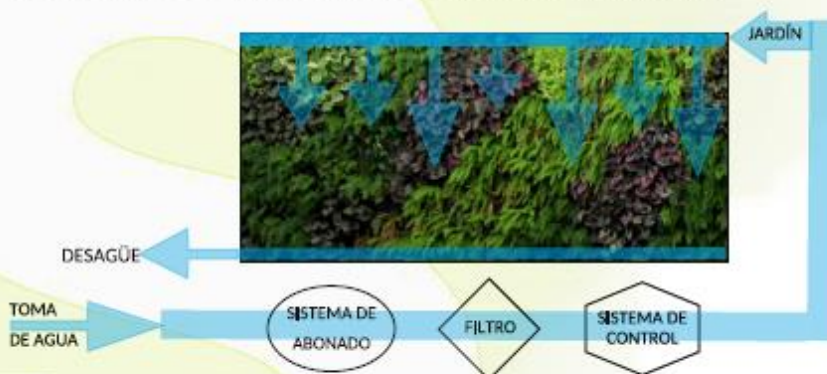 JARDÍN
DESAGÜE
TOMA
DE AGUA
SISTEMA DE
ABONADO
FILTRO
SISTEMA DE
CONTROL